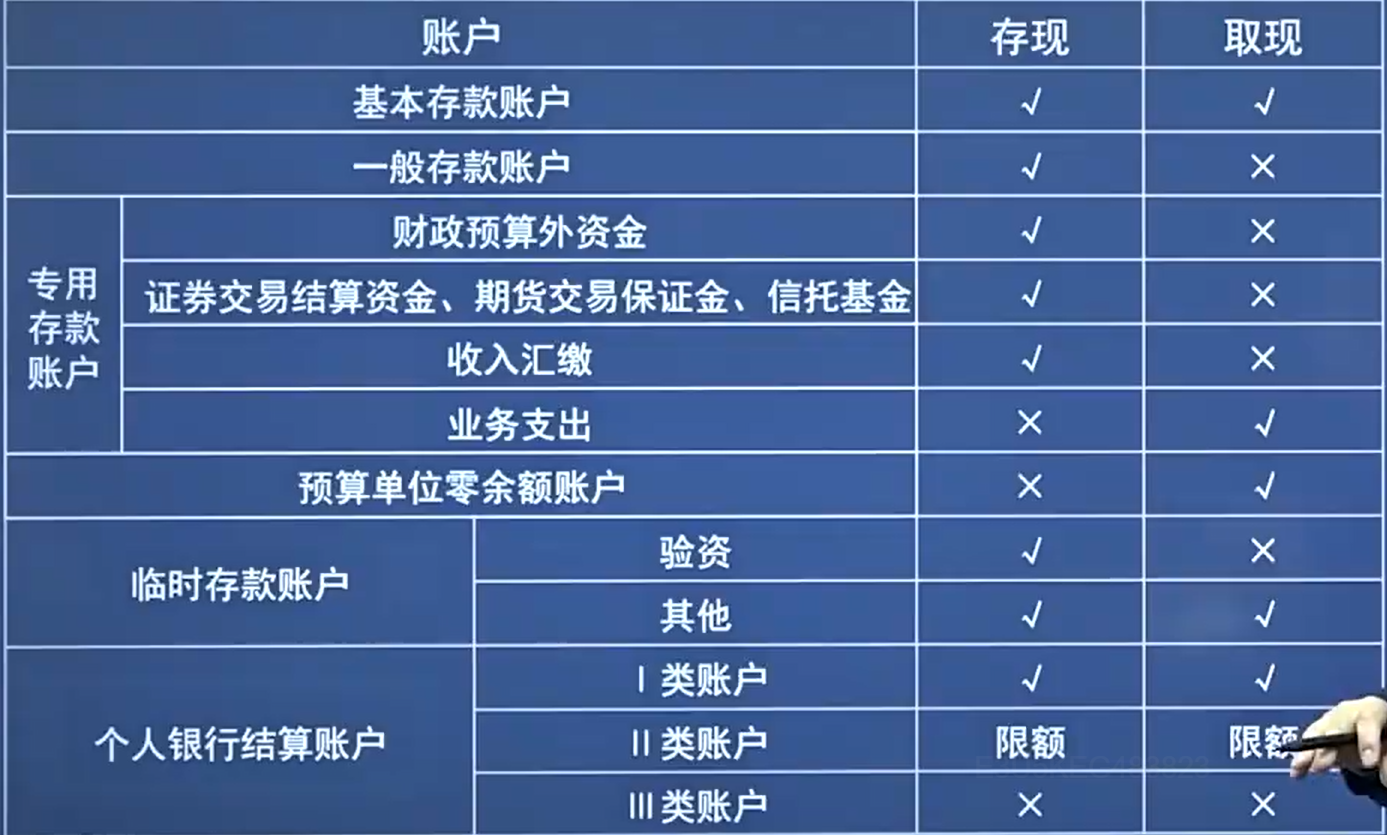 账户 存现 取现
基本存款账户 √ √
一般存款账户 √ ×
专用
存款
账户
财政预算外资金 √ ×
证券交易结算资金、期货交易保证金、信托基金 √ ×
收入汇缴 √ ×
业务支出 × √
预算单位零余额账户 × √
临时存款账户
验资 √ ×
其他 √ √
个人银行结算账户
Ⅰ类账户 √ √
Ⅱ类账户 限额 限额
Ⅲ类账户 × ×